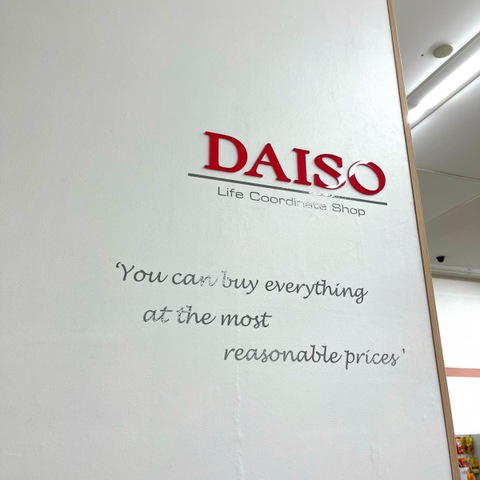 DAISO
Life Coordinate Shop
'You can buy everything
at the most
reasonable prices'